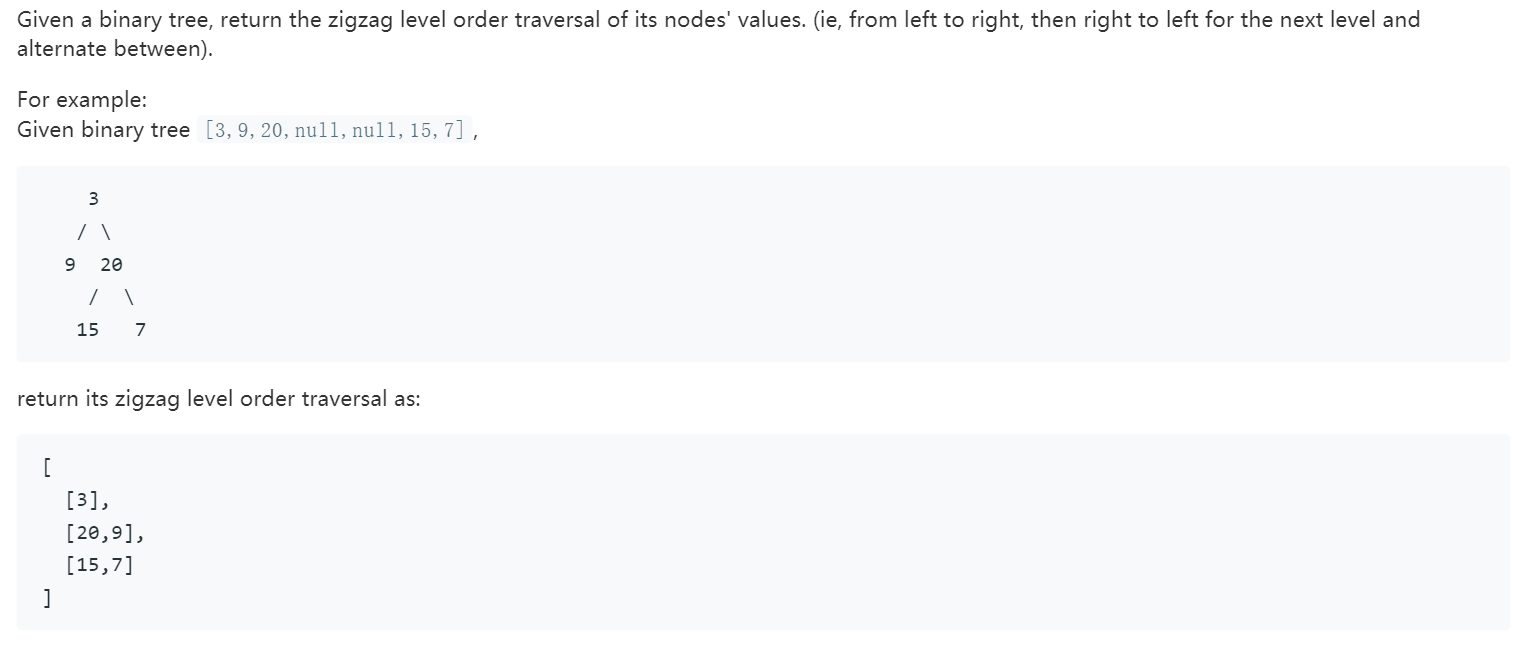 Given a binary tree, return the zigzag level order traversal of its nodes' values. (ie, from left to right, then right to left for the next level and
alternate between).
For example:
Given binary tree [3,9,20,null,null,15,7],
3
/ \
9 20
/ \
15 7
return its zigzag level order traversal as:
[
[3],
[20,9],
[15,7]
]